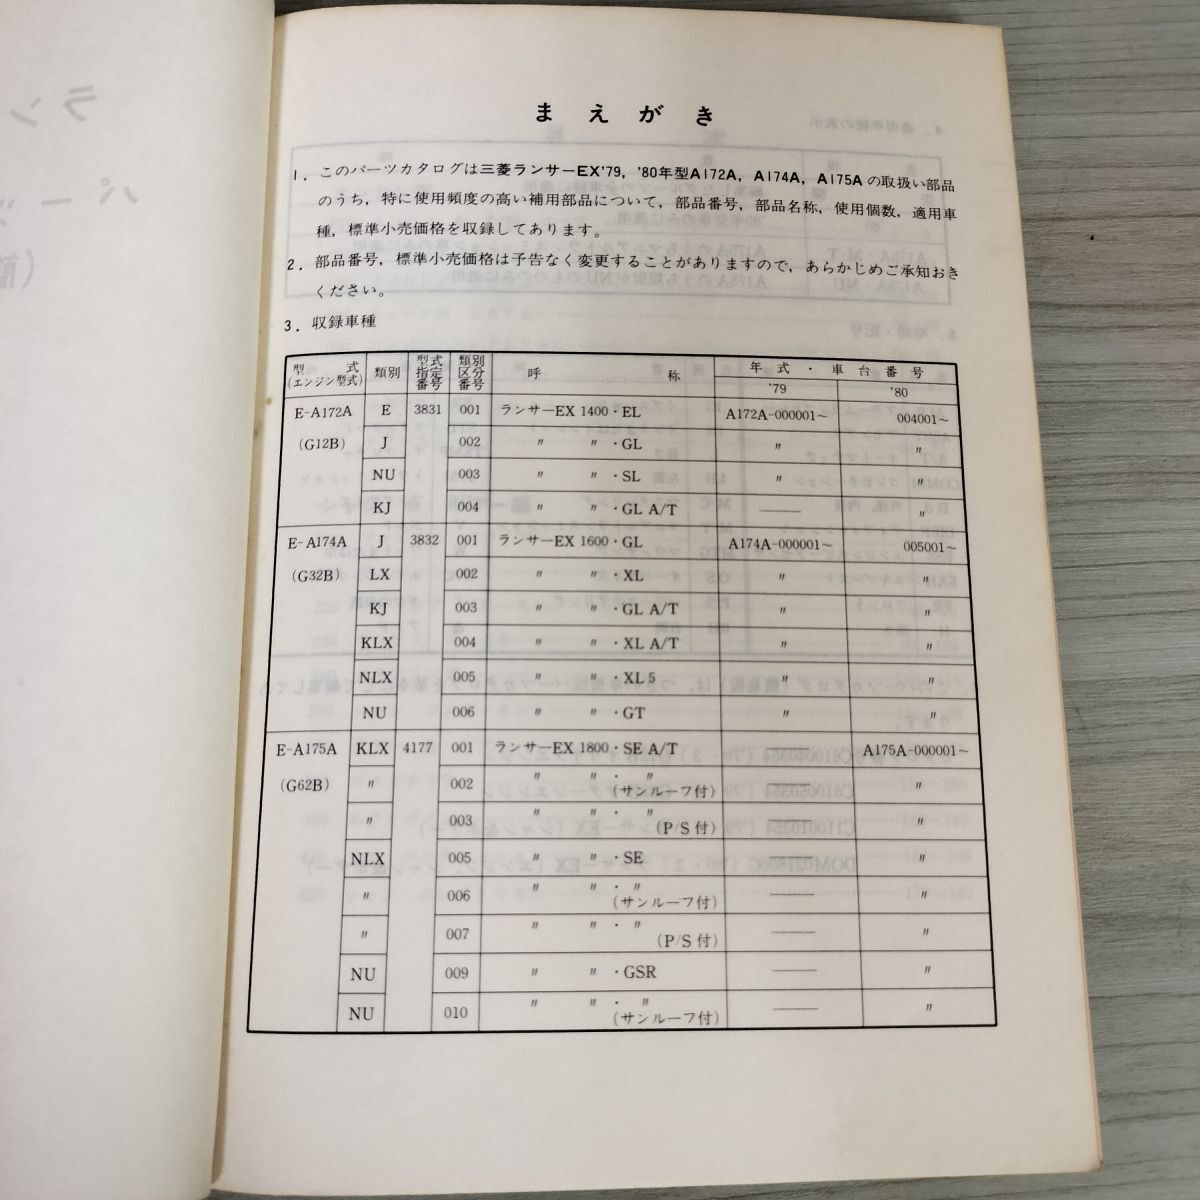 まえがき
1. このパーツカタログは三菱ランサーEX'79, '80年型A172A, A174A, A175Aの取扱い部品
のうち, 特に使用頻度の高い補用部品について, 部品番号, 部品名称, 使用個数, 適用車
種, 標準小売価格を収録してあります。
2. 部品番号, 標準小売価格は予告なく変更することがありますので, あらかじめご承知おき
ください。
3. 収録車種
型式(エンジン型式) 類別 型式指定番号 類別区分番号 呼称 年式・車台番号
'79 '80
E-A172A E 3831 001 ランサーEX 1400・EL A172A-000001~ 004001~
(G12B) J 002 〃 〃・GL 〃 〃
NU 003 〃 〃・SL 〃 〃
KJ 004 〃 〃・GL A/T —— 〃
E-A174A J 3832 001 ランサーEX 1600・GL A174A-000001~ 005001~
(G32B) LX 002 〃 〃・XL 〃 〃
KJ 003 〃 〃・GL A/T 〃 〃
KLX 004 〃 〃・XL A/T 〃 〃
NLX 005 〃 〃・XL5 〃 〃
NU 006 〃 〃・GT 〃 〃
E-A175A KLX 4177 001 ランサーEX 1800・SE A/T A175A-000001~
(G62B) 〃 002 〃 〃・〃(サンルーフ付) —— 〃
〃 003 〃 〃・〃(P/S付) —— 〃
NLX 005 〃 〃・SE —— 〃
〃 006 〃 〃・〃(サンルーフ付) —— 〃
〃 007 〃 〃・〃(P/S付) —— 〃
NU 009 〃 〃・GSR —— 〃
NU 010 〃 〃・〃(サンルーフ付) —— 〃